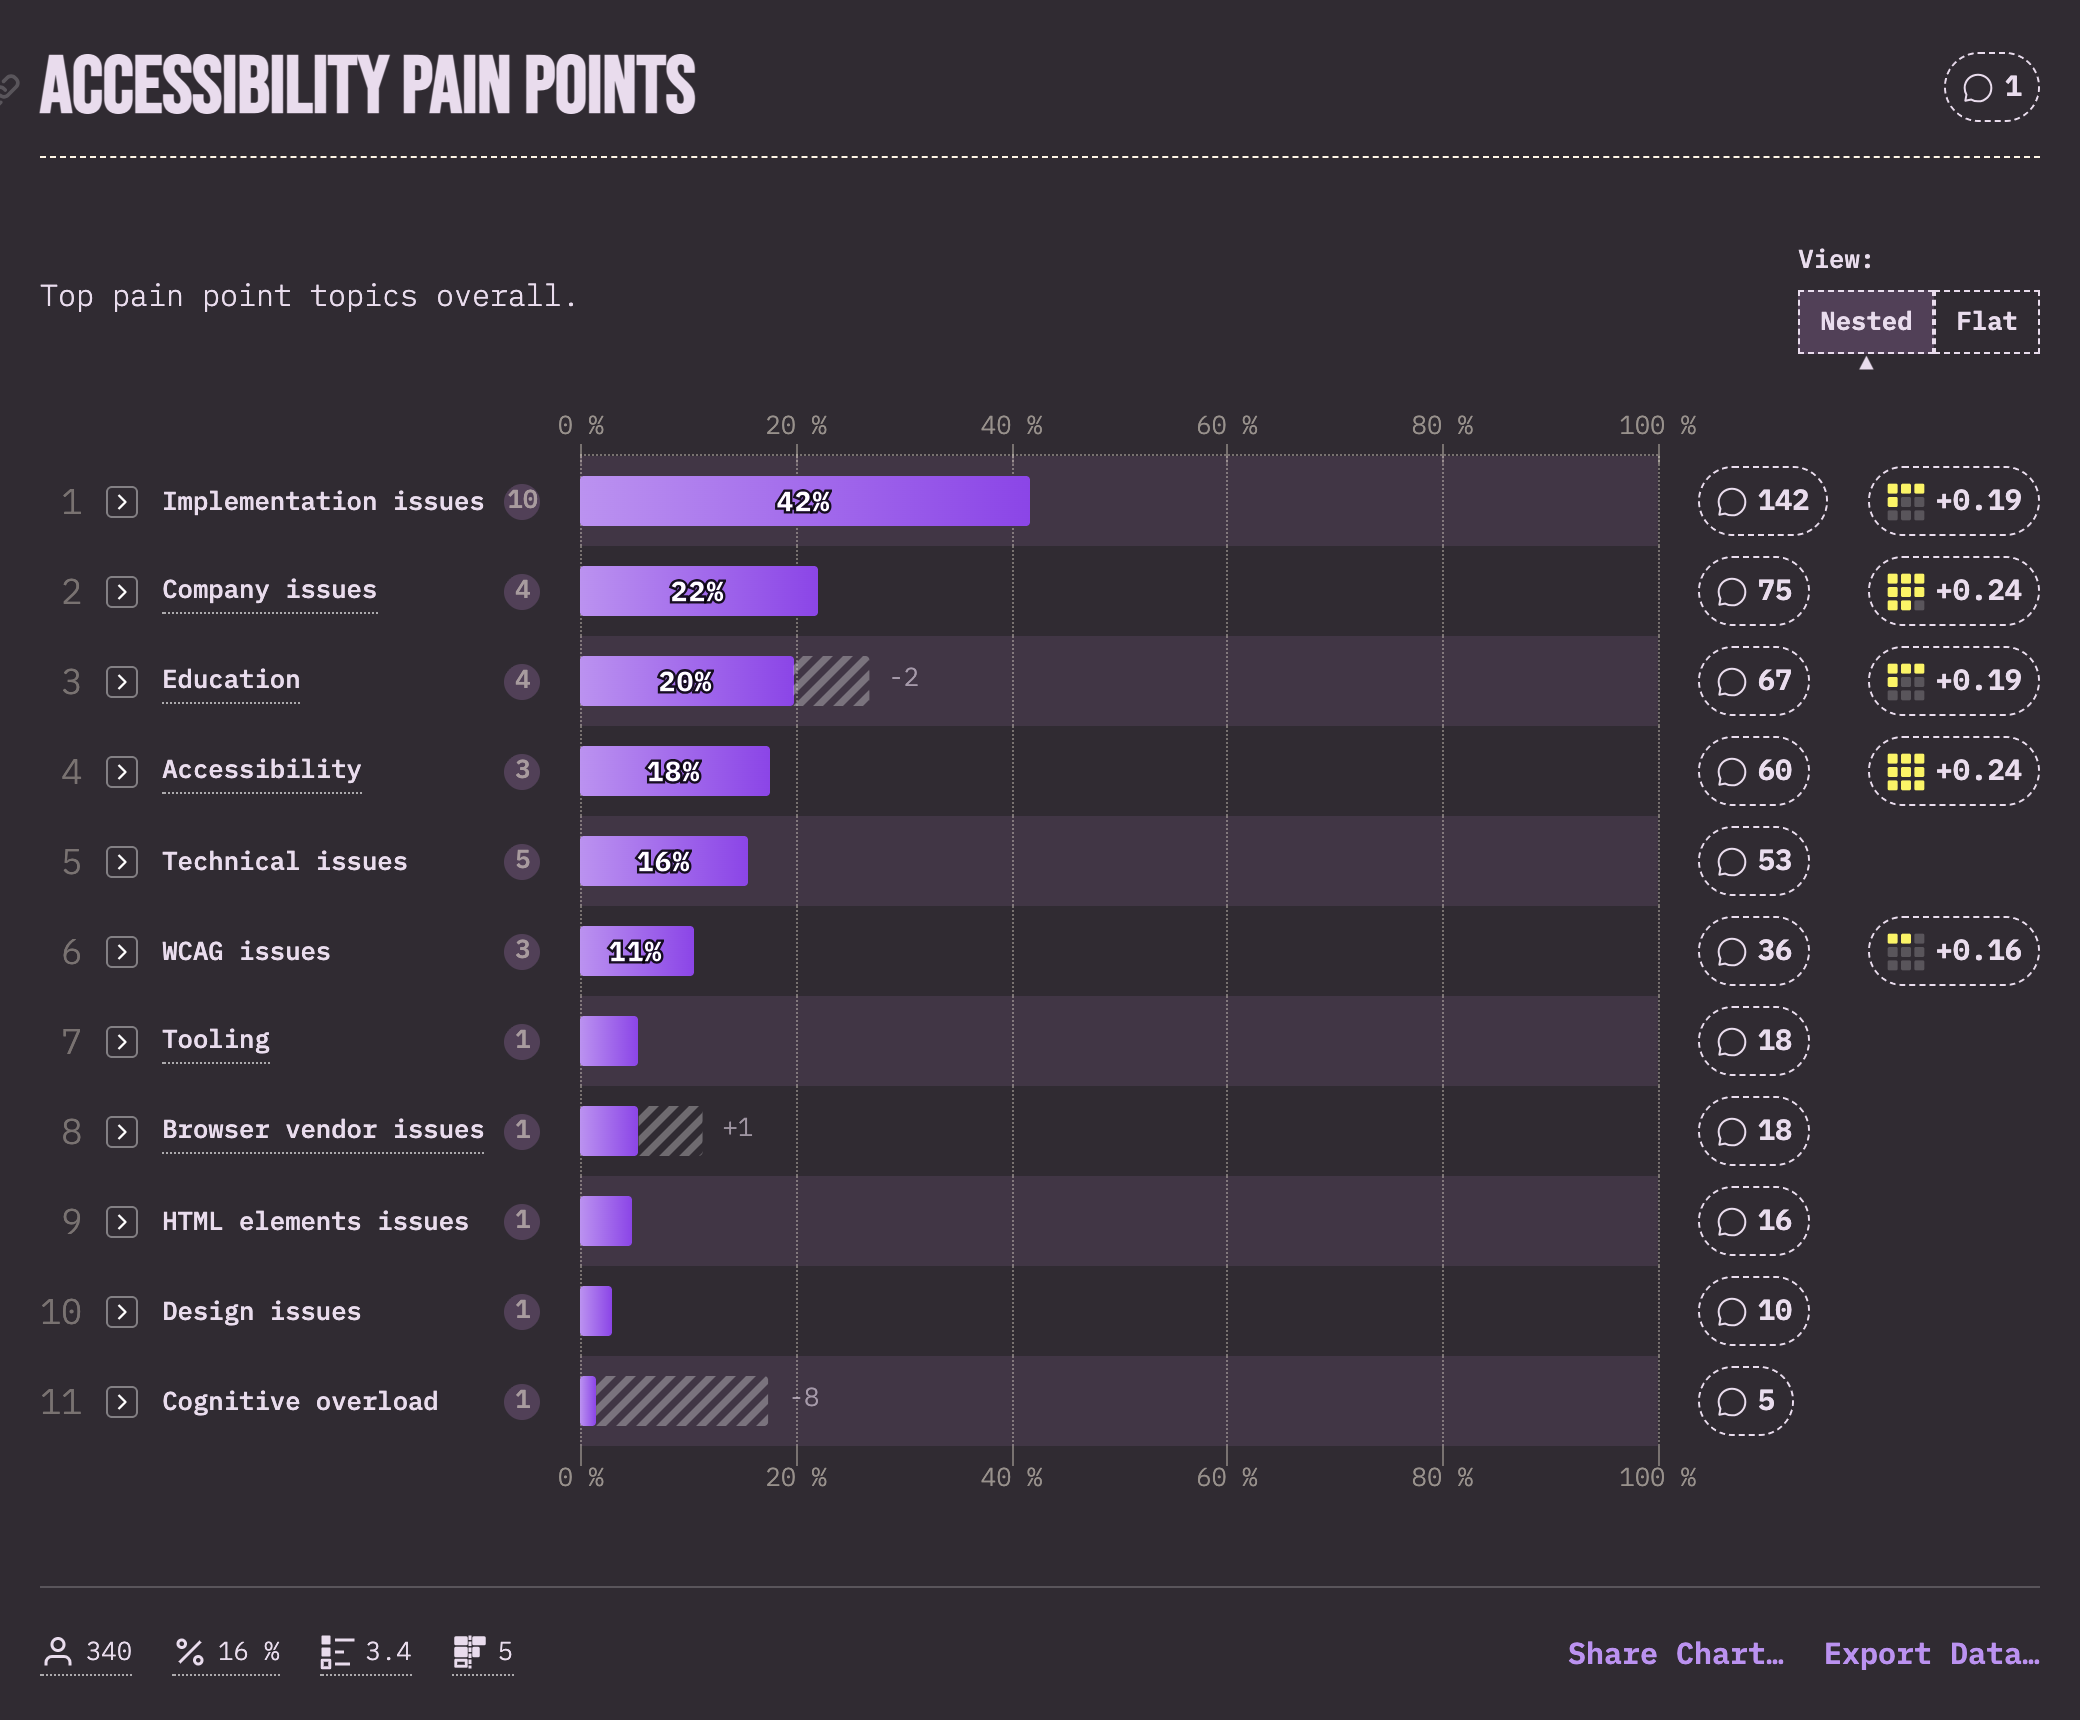 ACCESSIBILITY PAIN POINTS
1
Top pain point topics overall.
View:
Nested Flat
0 % 20 % 40 % 60 % 80 % 100 %
1 Implementation issues 10 42% 142 +0.19
2 Company issues 4 22% 75 +0.24
3 Education 4 20% -2 67 +0.19
4 Accessibility 3 18% 60 +0.24
5 Technical issues 5 16% 53
6 WCAG issues 3 11% 36 +0.16
7 Tooling 1 18
8 Browser vendor issues 1 +1 18
9 HTML elements issues 1 16
10 Design issues 1 10
11 Cognitive overload 1 -8 5
0 % 20 % 40 % 60 % 80 % 100 %
340 % 16 % 3.4 5 Share Chart… Export Data…